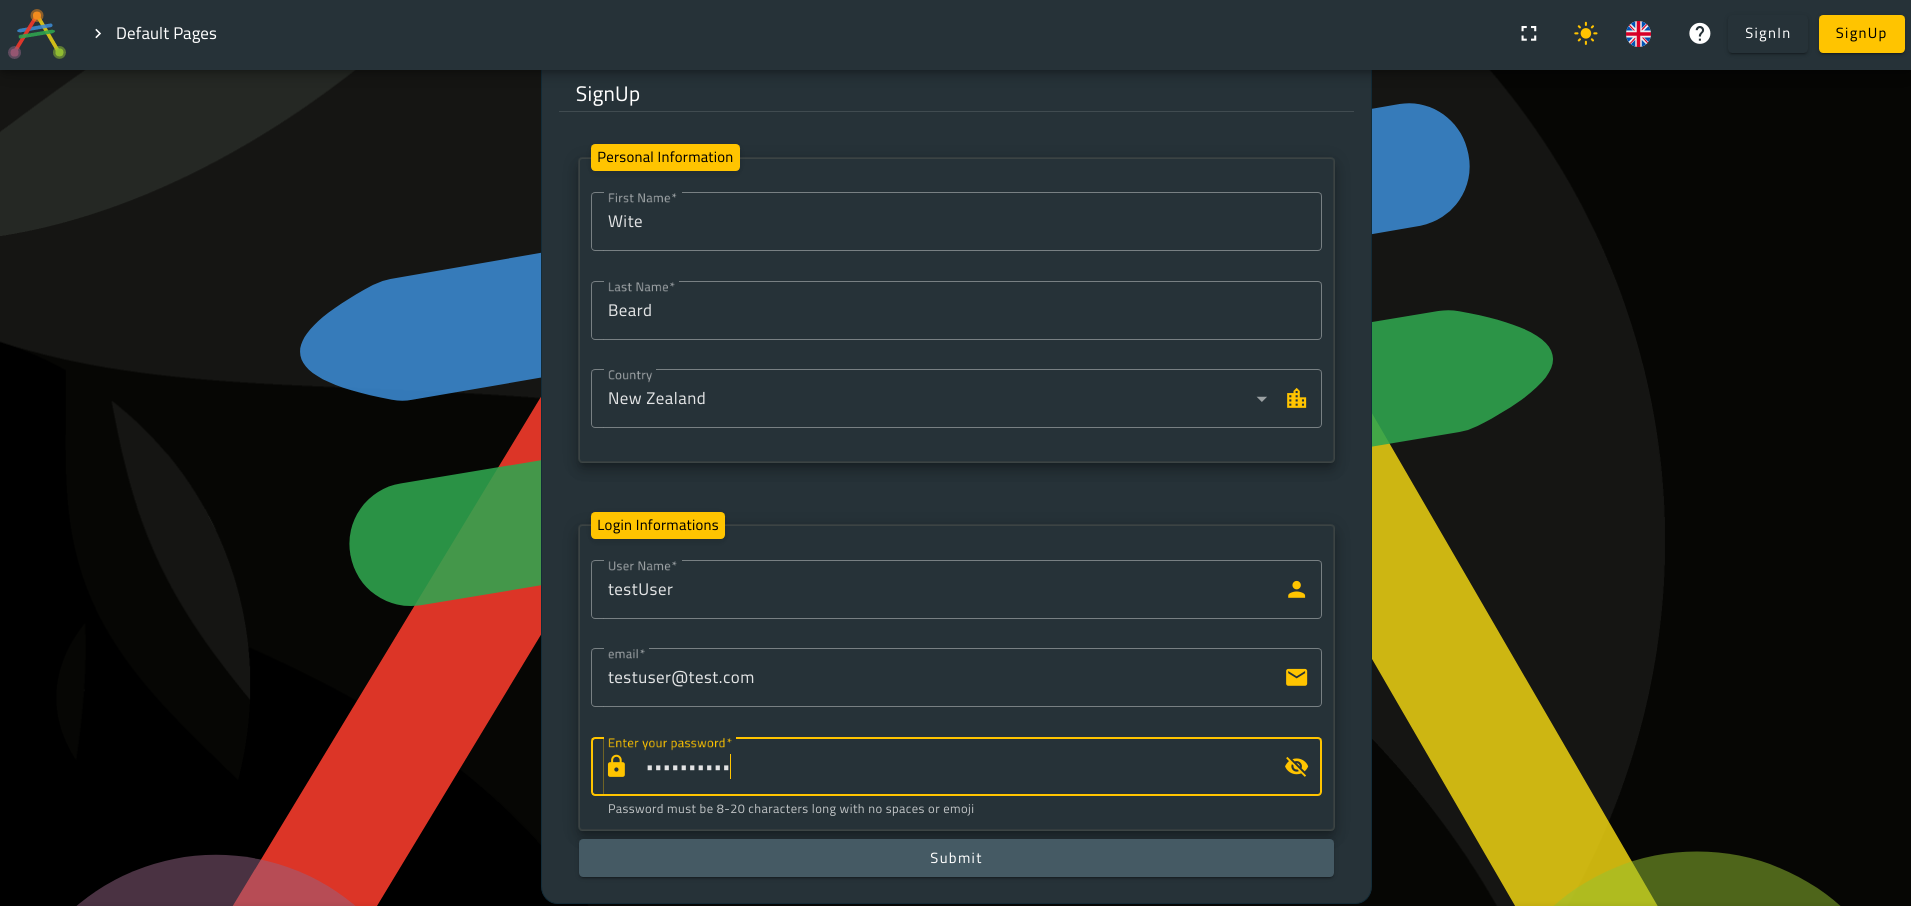 Default Pages
SignIn
SignUp
SignUp
Personal Information
First Name*
Wite
Last Name*
Beard
Country
New Zealand
Login Informations
User Name*
testUser
email*
testuser@test.com
Enter your password*
••••••••••
Password must be 8-20 characters long with no spaces or emoji
Submit